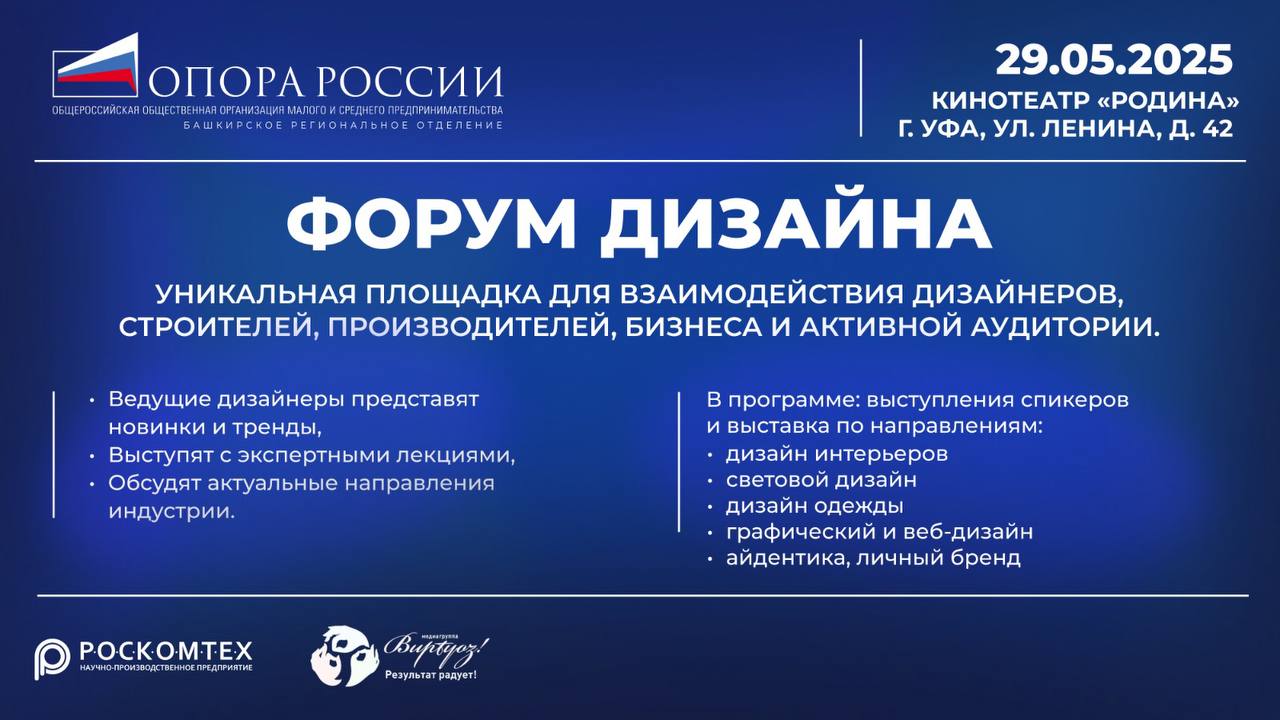 ОПОРА РОССИИ
ОБЩЕРОССИЙСКАЯ ОБЩЕСТВЕННАЯ ОРГАНИЗАЦИЯ МАЛОГО И СРЕДНЕГО ПРЕДПРИНИМАТЕЛЬСТВА
БАШКИРСКОЕ РЕГИОНАЛЬНОЕ ОТДЕЛЕНИЕ
29.05.2025
КИНОТЕАТР «РОДИНА»
Г. УФА, УЛ. ЛЕНИНА, Д. 42
ФОРУМ ДИЗАЙНА
УНИКАЛЬНАЯ ПЛОЩАДКА ДЛЯ ВЗАИМОДЕЙСТВИЯ ДИЗАЙНЕРОВ,
СТРОИТЕЛЕЙ, ПРОИЗВОДИТЕЛЕЙ, БИЗНЕСА И АКТИВНОЙ АУДИТОРИИ.
• Ведущие дизайнеры представят
новинки и тренды,
• Выступят с экспертными лекциями,
• Обсудят актуальные направления
индустрии.
В программе: выступления спикеров
и выставка по направлениям:
• дизайн интерьеров
• световой дизайн
• дизайн одежды
• графический и веб-дизайн
• айдентика, личный бренд
Р·О·С·К·О·М·Т·Е·Х
НАУЧНО-ПРОИЗВОДСТВЕННОЕ ПРЕДПРИЯТИЕ
медиагруппа
Виртуоз!
Результат радует!